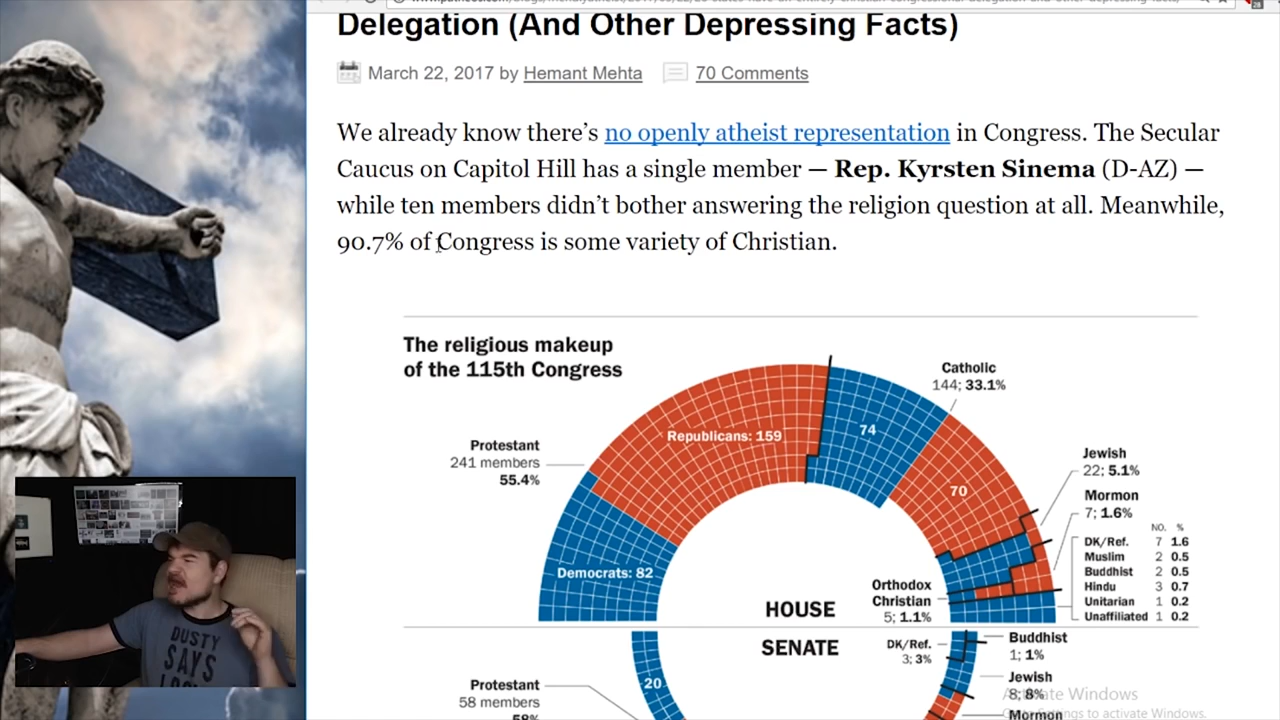 Delegation (And Other Depressing Facts)
March 22, 2017 by Hemant Mehta
70 Comments
We already know there's no openly atheist representation in Congress. The Secular
Caucus on Capitol Hill has a single member — Rep. Kyrsten Sinema (D-AZ) —
while ten members didn't bother answering the religion question at all. Meanwhile,
90.7% of Congress is some variety of Christian.
The religious makeup
of the 115th Congress
Catholic
144; 33.1%
Republicans: 159
74
Protestant
241 members
55.4%
70
Jewish
22; 5.1%
Mormon
7; 1.6%
NO. %
DK/Ref. 7 1.6
Muslim 2 0.5
Buddhist 2 0.5
Hindu 3 0.7
Unitarian 1 0.2
Unaffiliated 1 0.2
Democrats: 82
Orthodox
Christian
5; 1.1%
HOUSE
SENATE
DK/Ref.
3; 3%
Buddhist
1; 1%
20
Protestant
58 members
58%
Jewish
8; 8%
Mormon
Activate Windows
Go to Settings to activate Windows.
DUSTY
SAYS